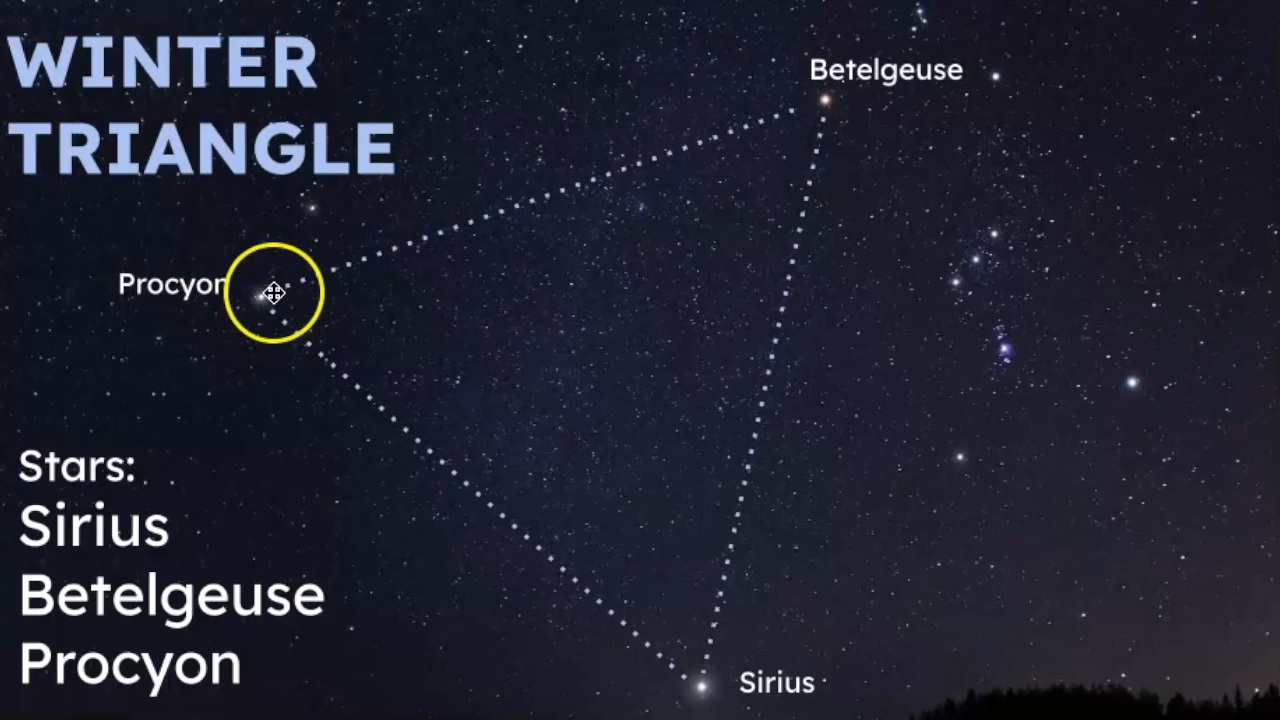 WINTER
TRIANGLE
Betelgeuse
Procyon
Stars:
Sirius
Betelgeuse
Procyon
Sirius